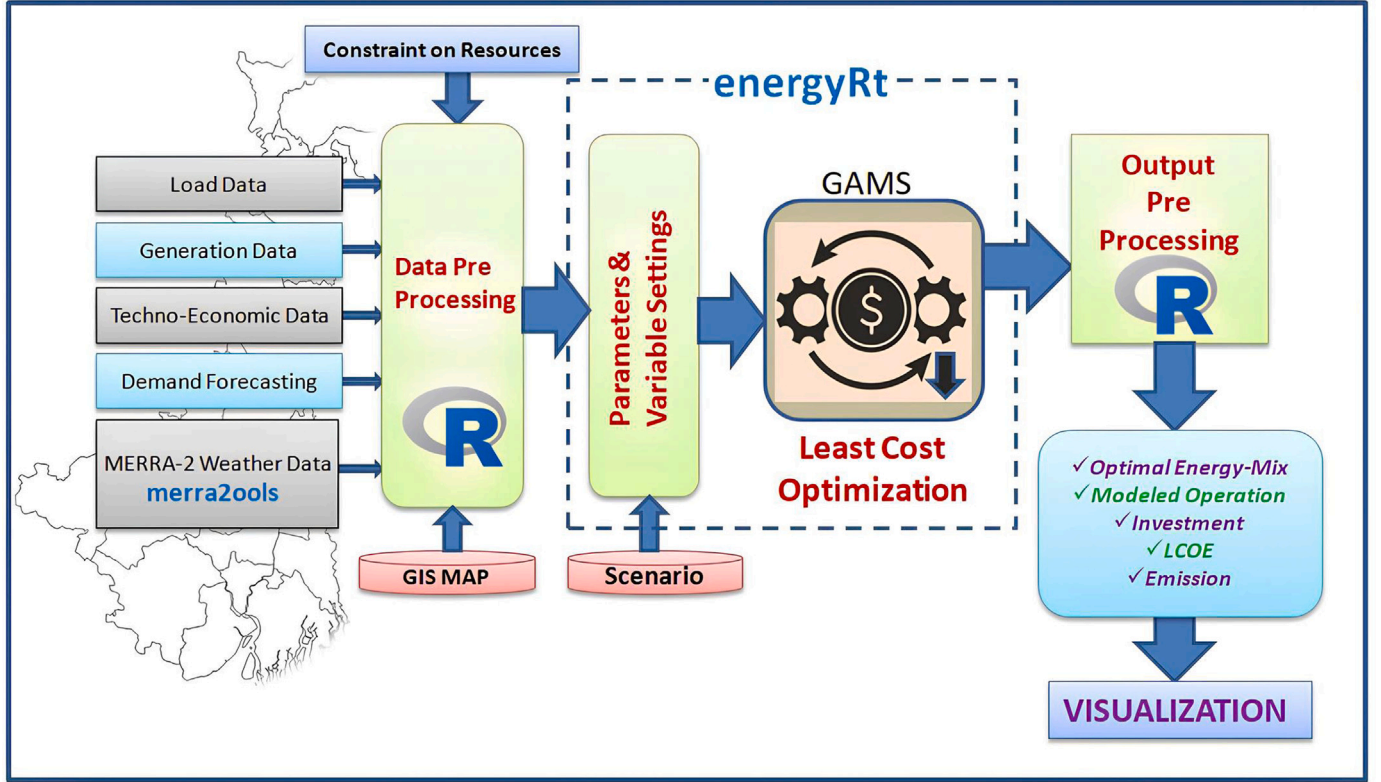 Constraint on Resources
energyRt
Load Data
Generation Data
Techno-Economic Data
Demand Forecasting
MERRA-2 Weather Data
merra2ools
Data Pre
Processing
R
GIS MAP
Parameters &
Variable Settings
Scenario
GAMS
$
Least Cost
Optimization
Output
Pre
Processing
R
✓Optimal Energy-Mix
✓Modeled Operation
✓Investment
✓LCOE
✓Emission
VISUALIZATION